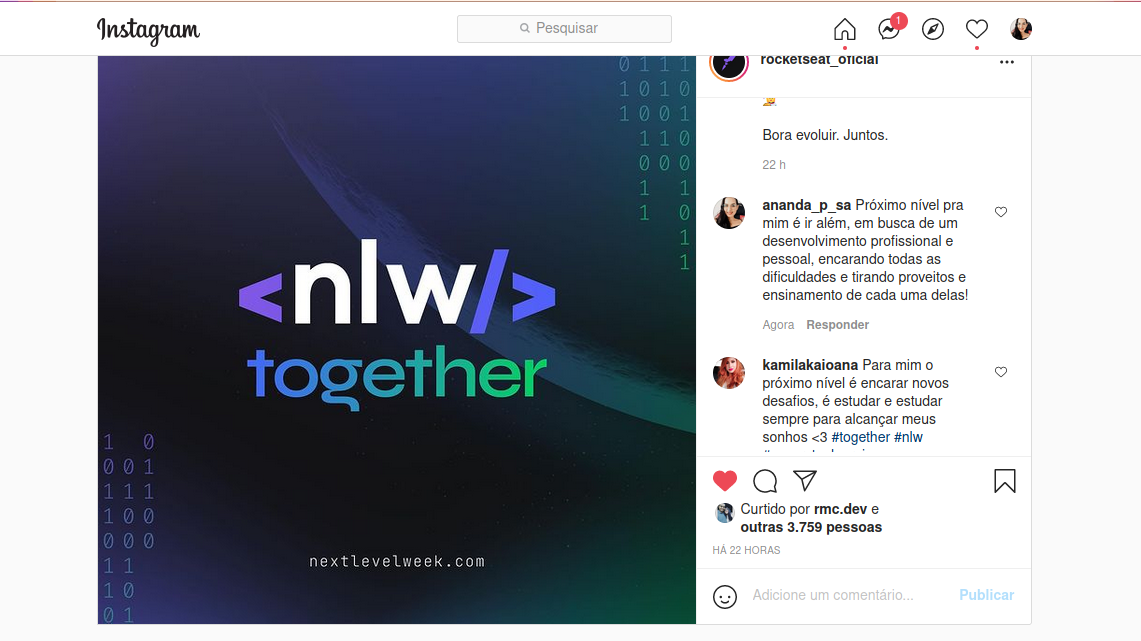 Instagram
Pesquisar
1
0 1 1 1
1 0 1 0
1 0 0 1
1 1 0
0 0 0
1 1
1 0
1
1
<nlw/>
together
1 0
0 0 1
1 1 1
1 0 0
0 0 0
1 1
1 0
0 1
nextlevelweek.com
rocketseat_oficial
Bora evoluir. Juntos.
22 h
ananda_p_sa Próximo nível pra
mim é ir além, em busca de um
desenvolvimento profissional e
pessoal, encarando todas as
dificuldades e tirando proveitos e
ensinamento de cada uma delas!
Agora Responder
kamilakaioana Para mim o
próximo nível é encarar novos
desafios, é estudar e estudar
sempre para alcançar meus
sonhos <3 #together #nlw
Curtido por rmc.dev e
outras 3.759 pessoas
HÁ 22 HORAS
Adicione um comentário... Publicar